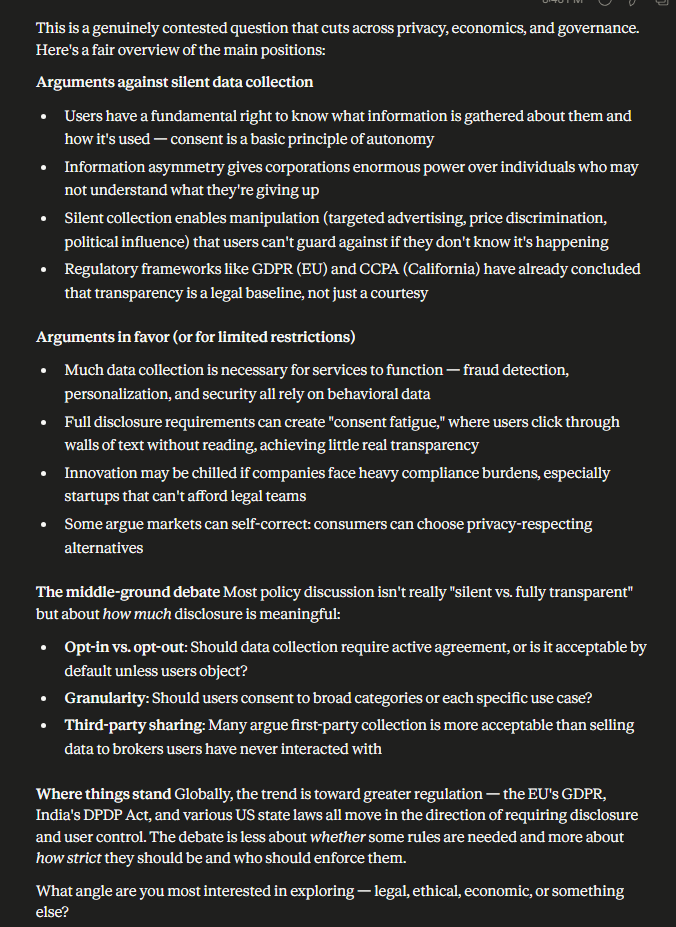 This is a genuinely contested question that cuts across privacy, economics, and governance.
Here's a fair overview of the main positions:
Arguments against silent data collection
• Users have a fundamental right to know what information is gathered about them and
how it's used — consent is a basic principle of autonomy
• Information asymmetry gives corporations enormous power over individuals who may
not understand what they're giving up
• Silent collection enables manipulation (targeted advertising, price discrimination,
political influence) that users can't guard against if they don't know it's happening
• Regulatory frameworks like GDPR (EU) and CCPA (California) have already concluded
that transparency is a legal baseline, not just a courtesy
Arguments in favor (or for limited restrictions)
• Much data collection is necessary for services to function — fraud detection,
personalization, and security all rely on behavioral data
• Full disclosure requirements can create "consent fatigue," where users click through
walls of text without reading, achieving little real transparency
• Innovation may be chilled if companies face heavy compliance burdens, especially
startups that can't afford legal teams
• Some argue markets can self-correct: consumers can choose privacy-respecting
alternatives
The middle-ground debate Most policy discussion isn't really "silent vs. fully transparent"
but about how much disclosure is meaningful:
• Opt-in vs. opt-out: Should data collection require active agreement, or is it acceptable by
default unless users object?
• Granularity: Should users consent to broad categories or each specific use case?
• Third-party sharing: Many argue first-party collection is more acceptable than selling
data to brokers users have never interacted with
Where things stand Globally, the trend is toward greater regulation — the EU's GDPR,
India's DPDP Act, and various US state laws all move in the direction of requiring disclosure
and user control. The debate is less about whether some rules are needed and more about
how strict they should be and who should enforce them.
What angle are you most interested in exploring — legal, ethical, economic, or something
else?